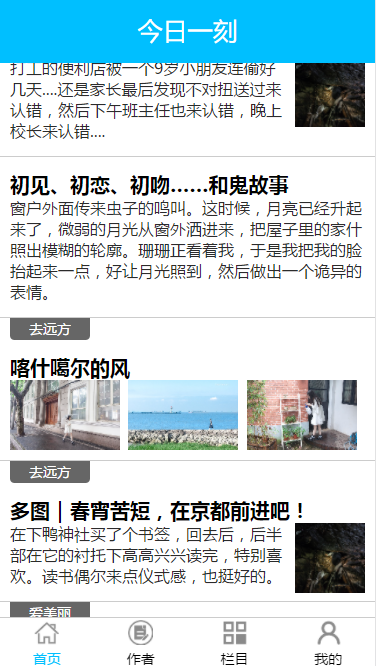 今日一刻
打工的便利店被一个9岁小朋友连偷好
几天....还是家长最后发现不对扭送过来
认错，然后下午班主任也来认错，晚上
校长来认错....
初见、初恋、初吻……和鬼故事
窗户外面传来虫子的鸣叫。这时候，月亮已经升起
来了，微弱的月光从窗外洒进来，把屋子里的家什
照出模糊的轮廓。珊珊正看着我，于是我把我的脸
抬起来一点，好让月光照到，然后做出一个诡异的
表情。
去远方
喀什噶尔的风
去远方
多图｜春宵苦短，在京都前进吧！
在下鸭神社买了个书签，回去后，后半
部在它的衬托下高高兴兴读完，特别喜
欢。读书偶尔来点仪式感，也挺好的。
爱美丽
首页 作者 栏目 我的